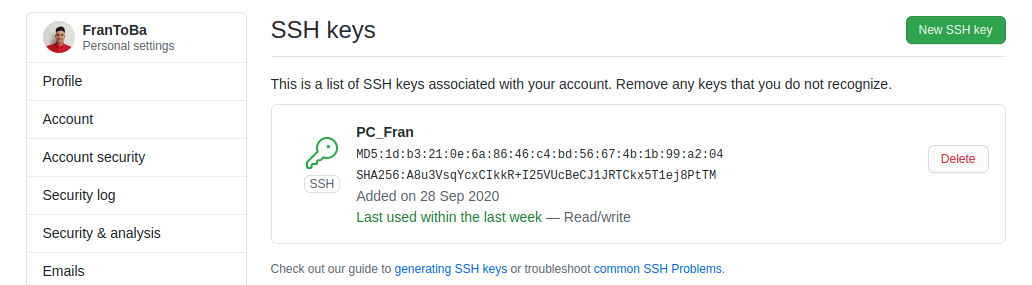 FranToBa
Personal settings
Profile
Account
Account security
Security log
Security & analysis
Emails
SSH keys
New SSH key
This is a list of SSH keys associated with your account. Remove any keys that you do not recognize.
SSH
PC_Fran
MD5:1d:b3:21:0e:6a:86:46:c4:bd:56:67:4b:1b:99:a2:04
SHA256:A8u3VsqYcxCIkkR+I25VUcBeCJ1JRTCkx5T1ej8PtTM
Added on 28 Sep 2020
Last used within the last week — Read/write
Delete
Check out our guide to generating SSH keys or troubleshoot common SSH Problems.